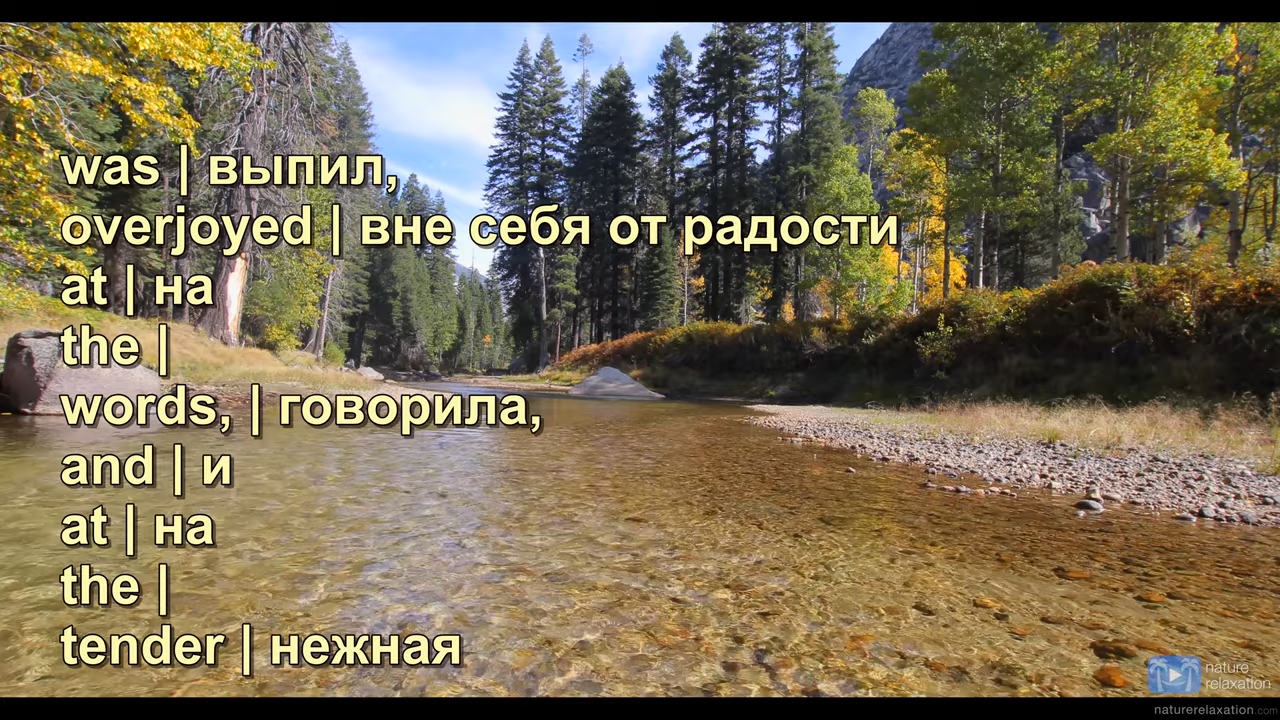 was | выпил,
overjoyed | вне себя от радости
at | на
the |
words, | говорила,
and | и
at | на
the |
tender | нежная
nature
relaxation
naturerelaxation.com